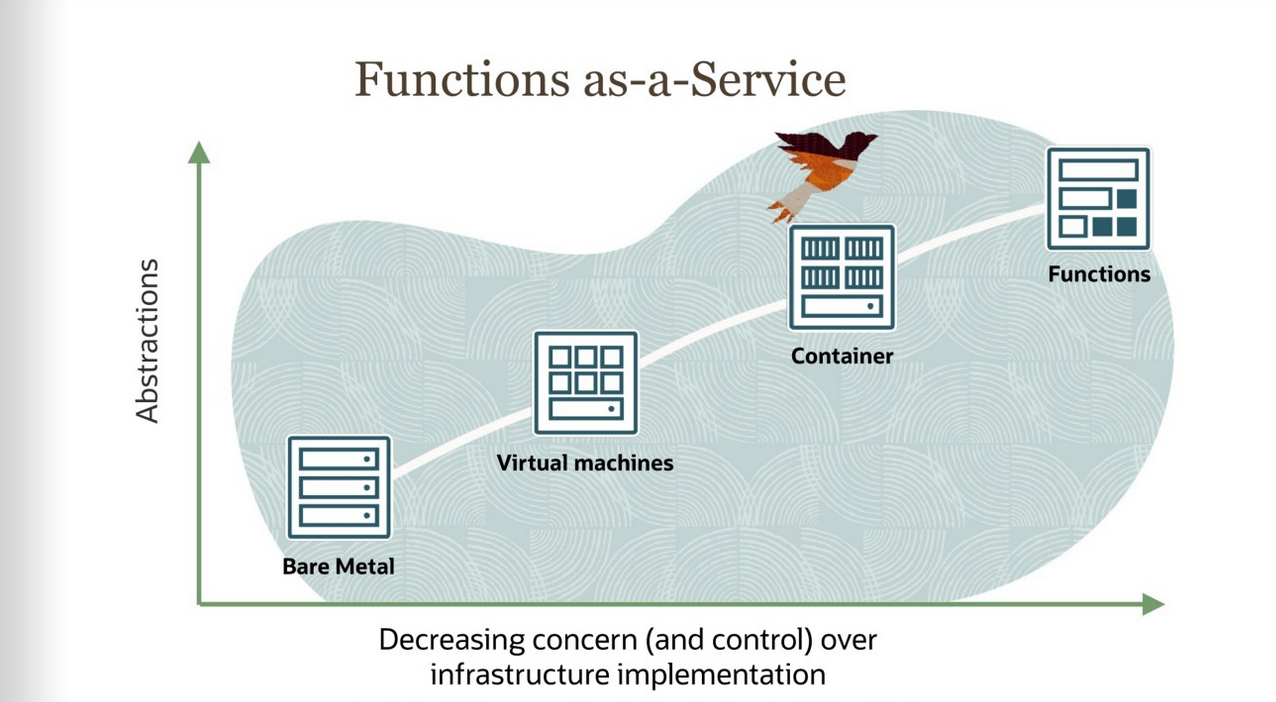 Functions as-a-Service
Abstractions
Functions
Container
Virtual machines
Bare Metal
Decreasing concern (and control) over
infrastructure implementation